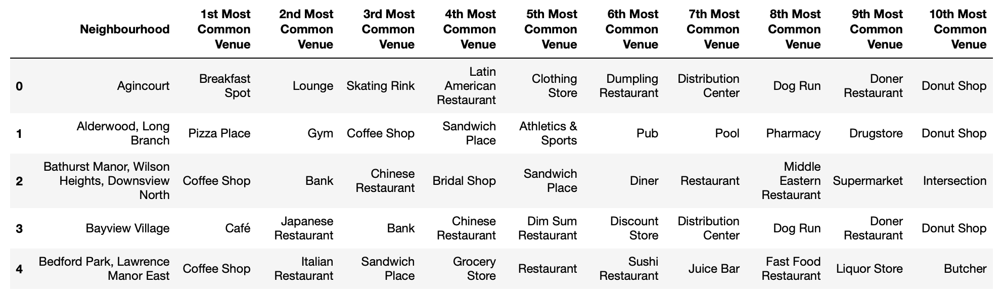 Neighbourhood 1st Most Common Venue 2nd Most Common Venue 3rd Most Common Venue 4th Most Common Venue 5th Most Common Venue 6th Most Common Venue 7th Most Common Venue 8th Most Common Venue 9th Most Common Venue 10th Most Common Venue
0 Agincourt Breakfast Spot Lounge Skating Rink Latin American Restaurant Clothing Store Dumpling Restaurant Distribution Center Dog Run Doner Restaurant Donut Shop
1 Alderwood, Long Branch Pizza Place Gym Coffee Shop Sandwich Place Athletics & Sports Pub Pool Pharmacy Drugstore Donut Shop
2 Bathurst Manor, Wilson Heights, Downsview North Coffee Shop Bank Chinese Restaurant Bridal Shop Sandwich Place Diner Restaurant Middle Eastern Restaurant Supermarket Intersection
3 Bayview Village Café Japanese Restaurant Bank Chinese Restaurant Dim Sum Restaurant Discount Store Distribution Center Dog Run Doner Restaurant Donut Shop
4 Bedford Park, Lawrence Manor East Coffee Shop Italian Restaurant Sandwich Place Grocery Store Restaurant Sushi Restaurant Juice Bar Fast Food Restaurant Liquor Store Butcher